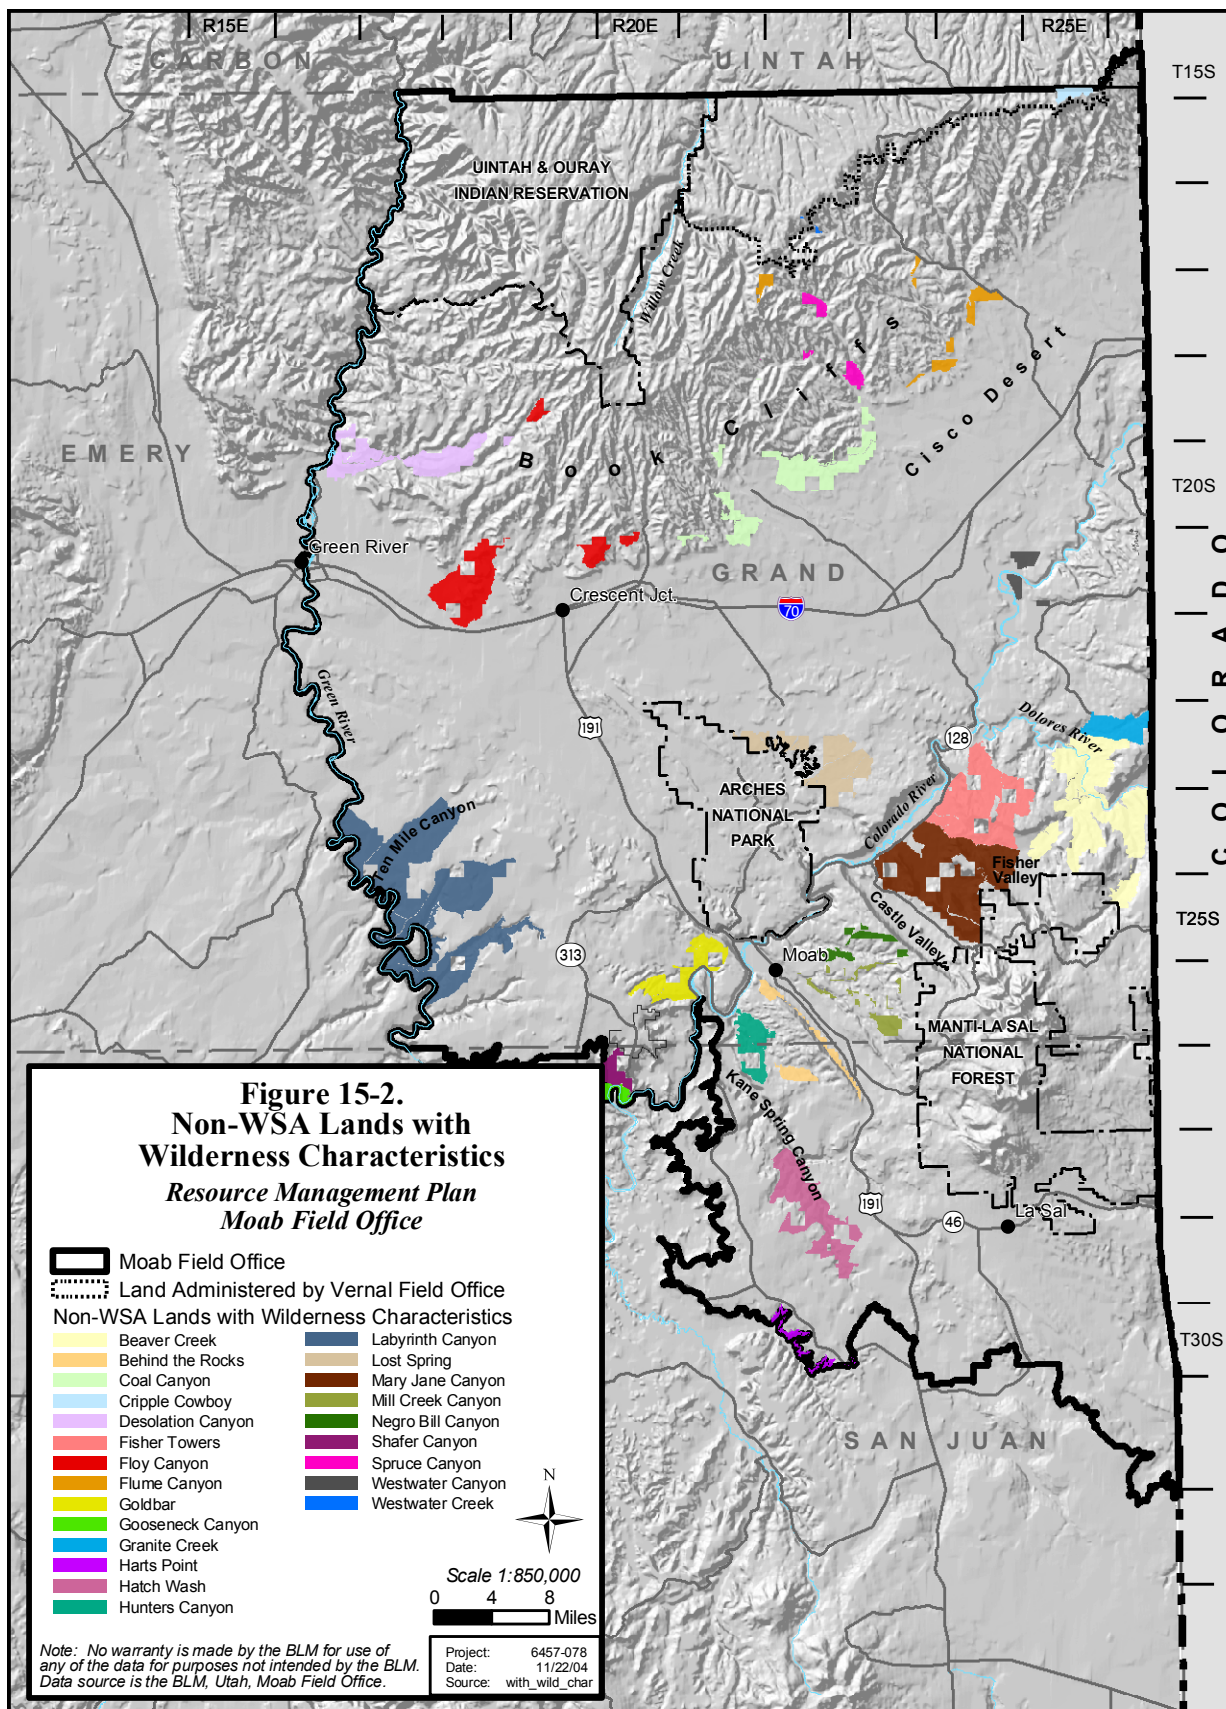 R15E
R20E
R25E
CARBON
UINTAH
T15S
UINTAH & OURAY
INDIAN RESERVATION
Willow Creek
Book Cliffs
Cisco Desert
EMERY
T20S
Green River
GRAND
Crescent Jct.
70
COLORADO
Green River
191
Dolores River
128
ARCHES
NATIONAL
PARK
Colorado River
Ten Mile Canyon
Fisher
Valley
Castle Valley
T25S
313
Moab
MANTI-LA SAL
NATIONAL
FOREST
Kane Spring Canyon
191
46
La Sal
T30S
SAN JUAN
Figure 15-2.
Non-WSA Lands with
Wilderness Characteristics
Resource Management Plan
Moab Field Office
Moab Field Office
Land Administered by Vernal Field Office
Non-WSA Lands with Wilderness Characteristics
Beaver Creek
Behind the Rocks
Coal Canyon
Cripple Cowboy
Desolation Canyon
Fisher Towers
Floy Canyon
Flume Canyon
Goldbar
Gooseneck Canyon
Granite Creek
Harts Point
Hatch Wash
Hunters Canyon
Labyrinth Canyon
Lost Spring
Mary Jane Canyon
Mill Creek Canyon
Negro Bill Canyon
Shafer Canyon
Spruce Canyon
Westwater Canyon
Westwater Creek
N
Scale 1:850,000
0 4 8
Miles
Note: No warranty is made by the BLM for use of
any of the data for purposes not intended by the BLM.
Data source is the BLM, Utah, Moab Field Office.
Project: 6457-078
Date: 11/22/04
Source: with_wild_char